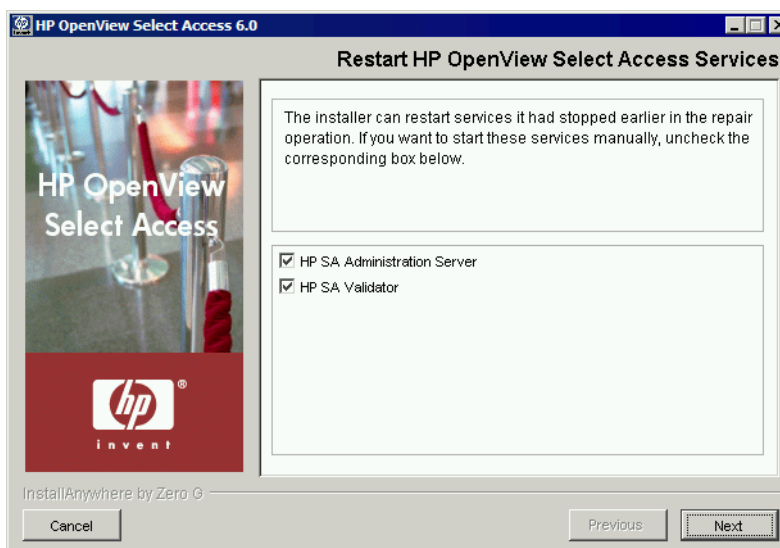 HP OpenView Select Access 6.0
Restart HP OpenView Select Access Services
The installer can restart services it had stopped earlier in the repair
operation. If you want to start these services manually, uncheck the
corresponding box below.
HP OpenView
Select Access
HP SA Administration Server
HP SA Validator
hp
®
invent
InstallAnywhere by Zero G
Cancel
Previous
Next